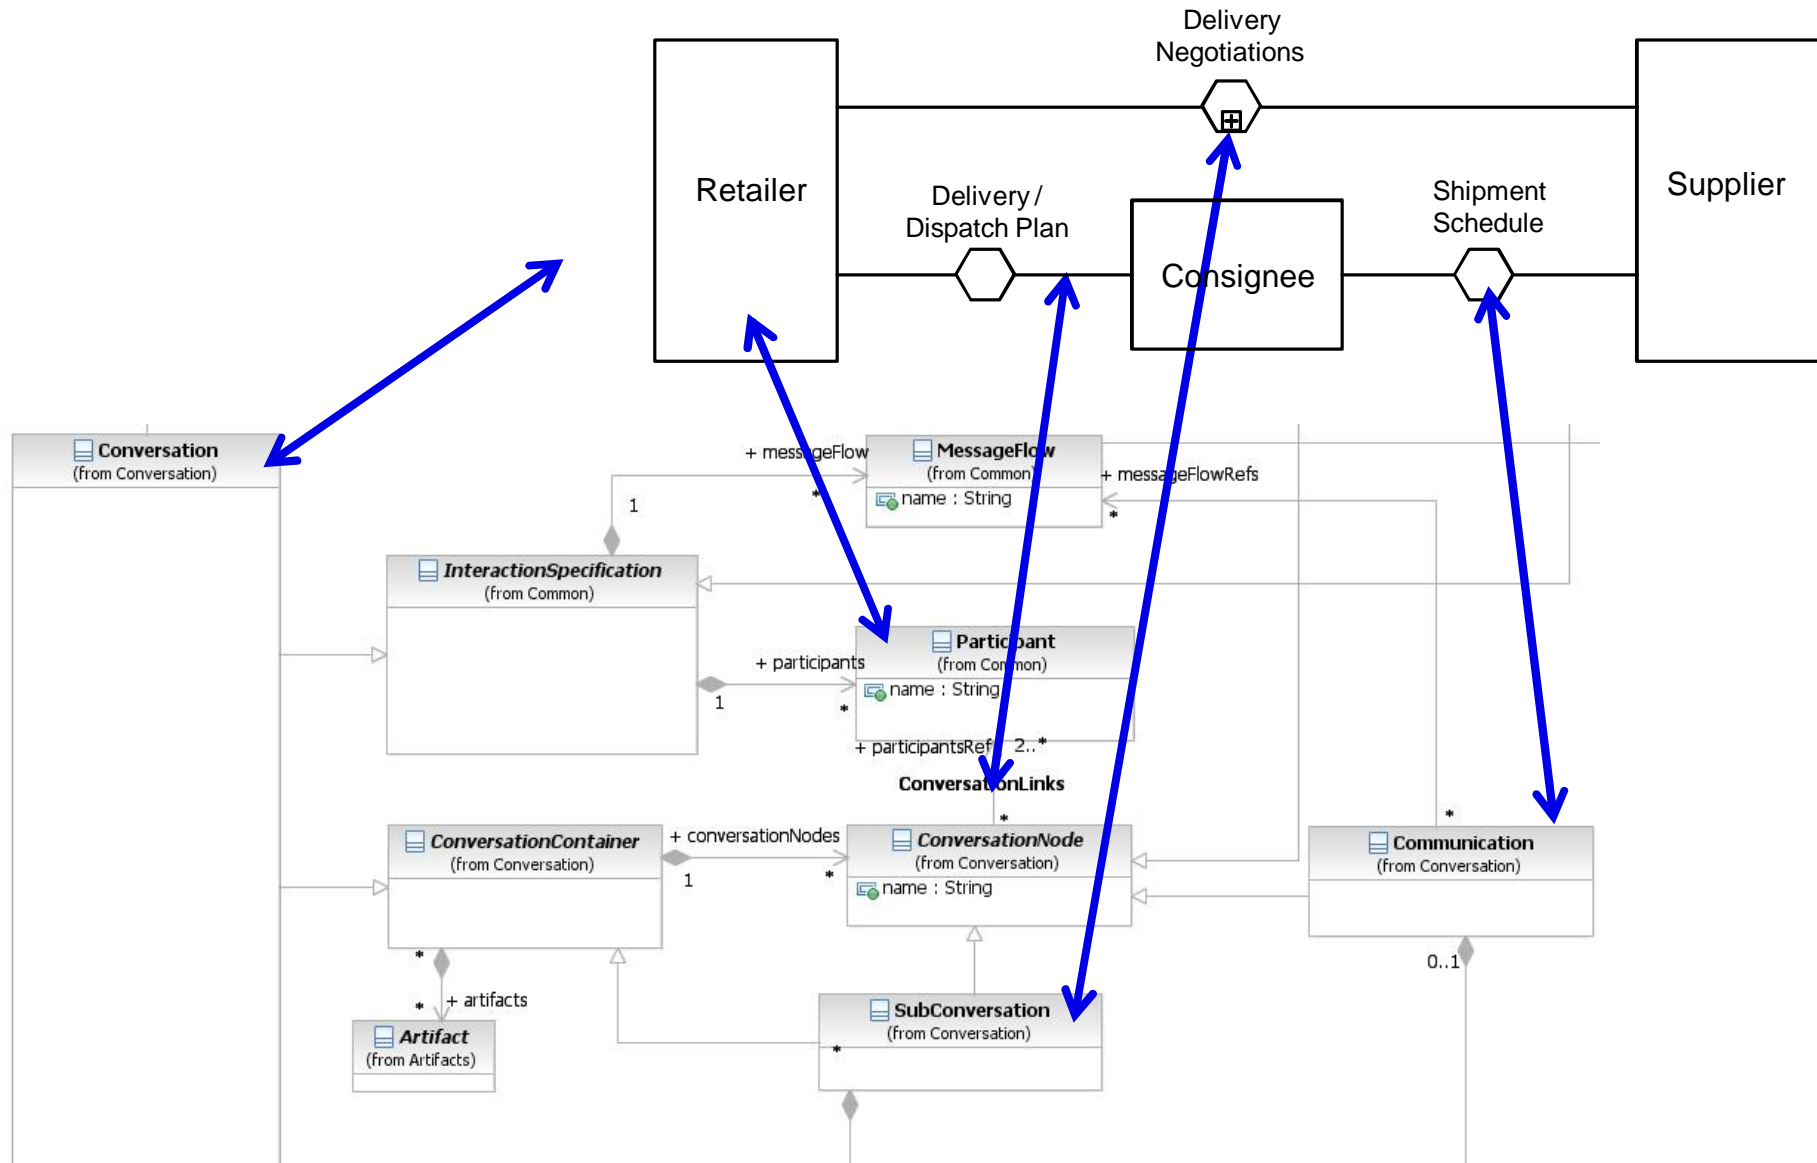 Delivery
Negotiations
Retailer
Supplier
Delivery /
Dispatch Plan
Shipment
Schedule
Consignee
Conversation
(from Conversation)
+ messageFlow
*
1
MessageFlow
(from Common)
name : String
+ messageFlowRefs
*
InteractionSpecification
(from Common)
+ participants
1
*
Participant
(from Common)
name : String
+ participantsRef
2..*
ConversationLinks
*
ConversationContainer
(from Conversation)
+ conversationNodes
1
*
ConversationNode
(from Conversation)
name : String
*
Communication
(from Conversation)
0..1
*
*
+ artifacts
Artifact
(from Artifacts)
SubConversation
(from Conversation)
*